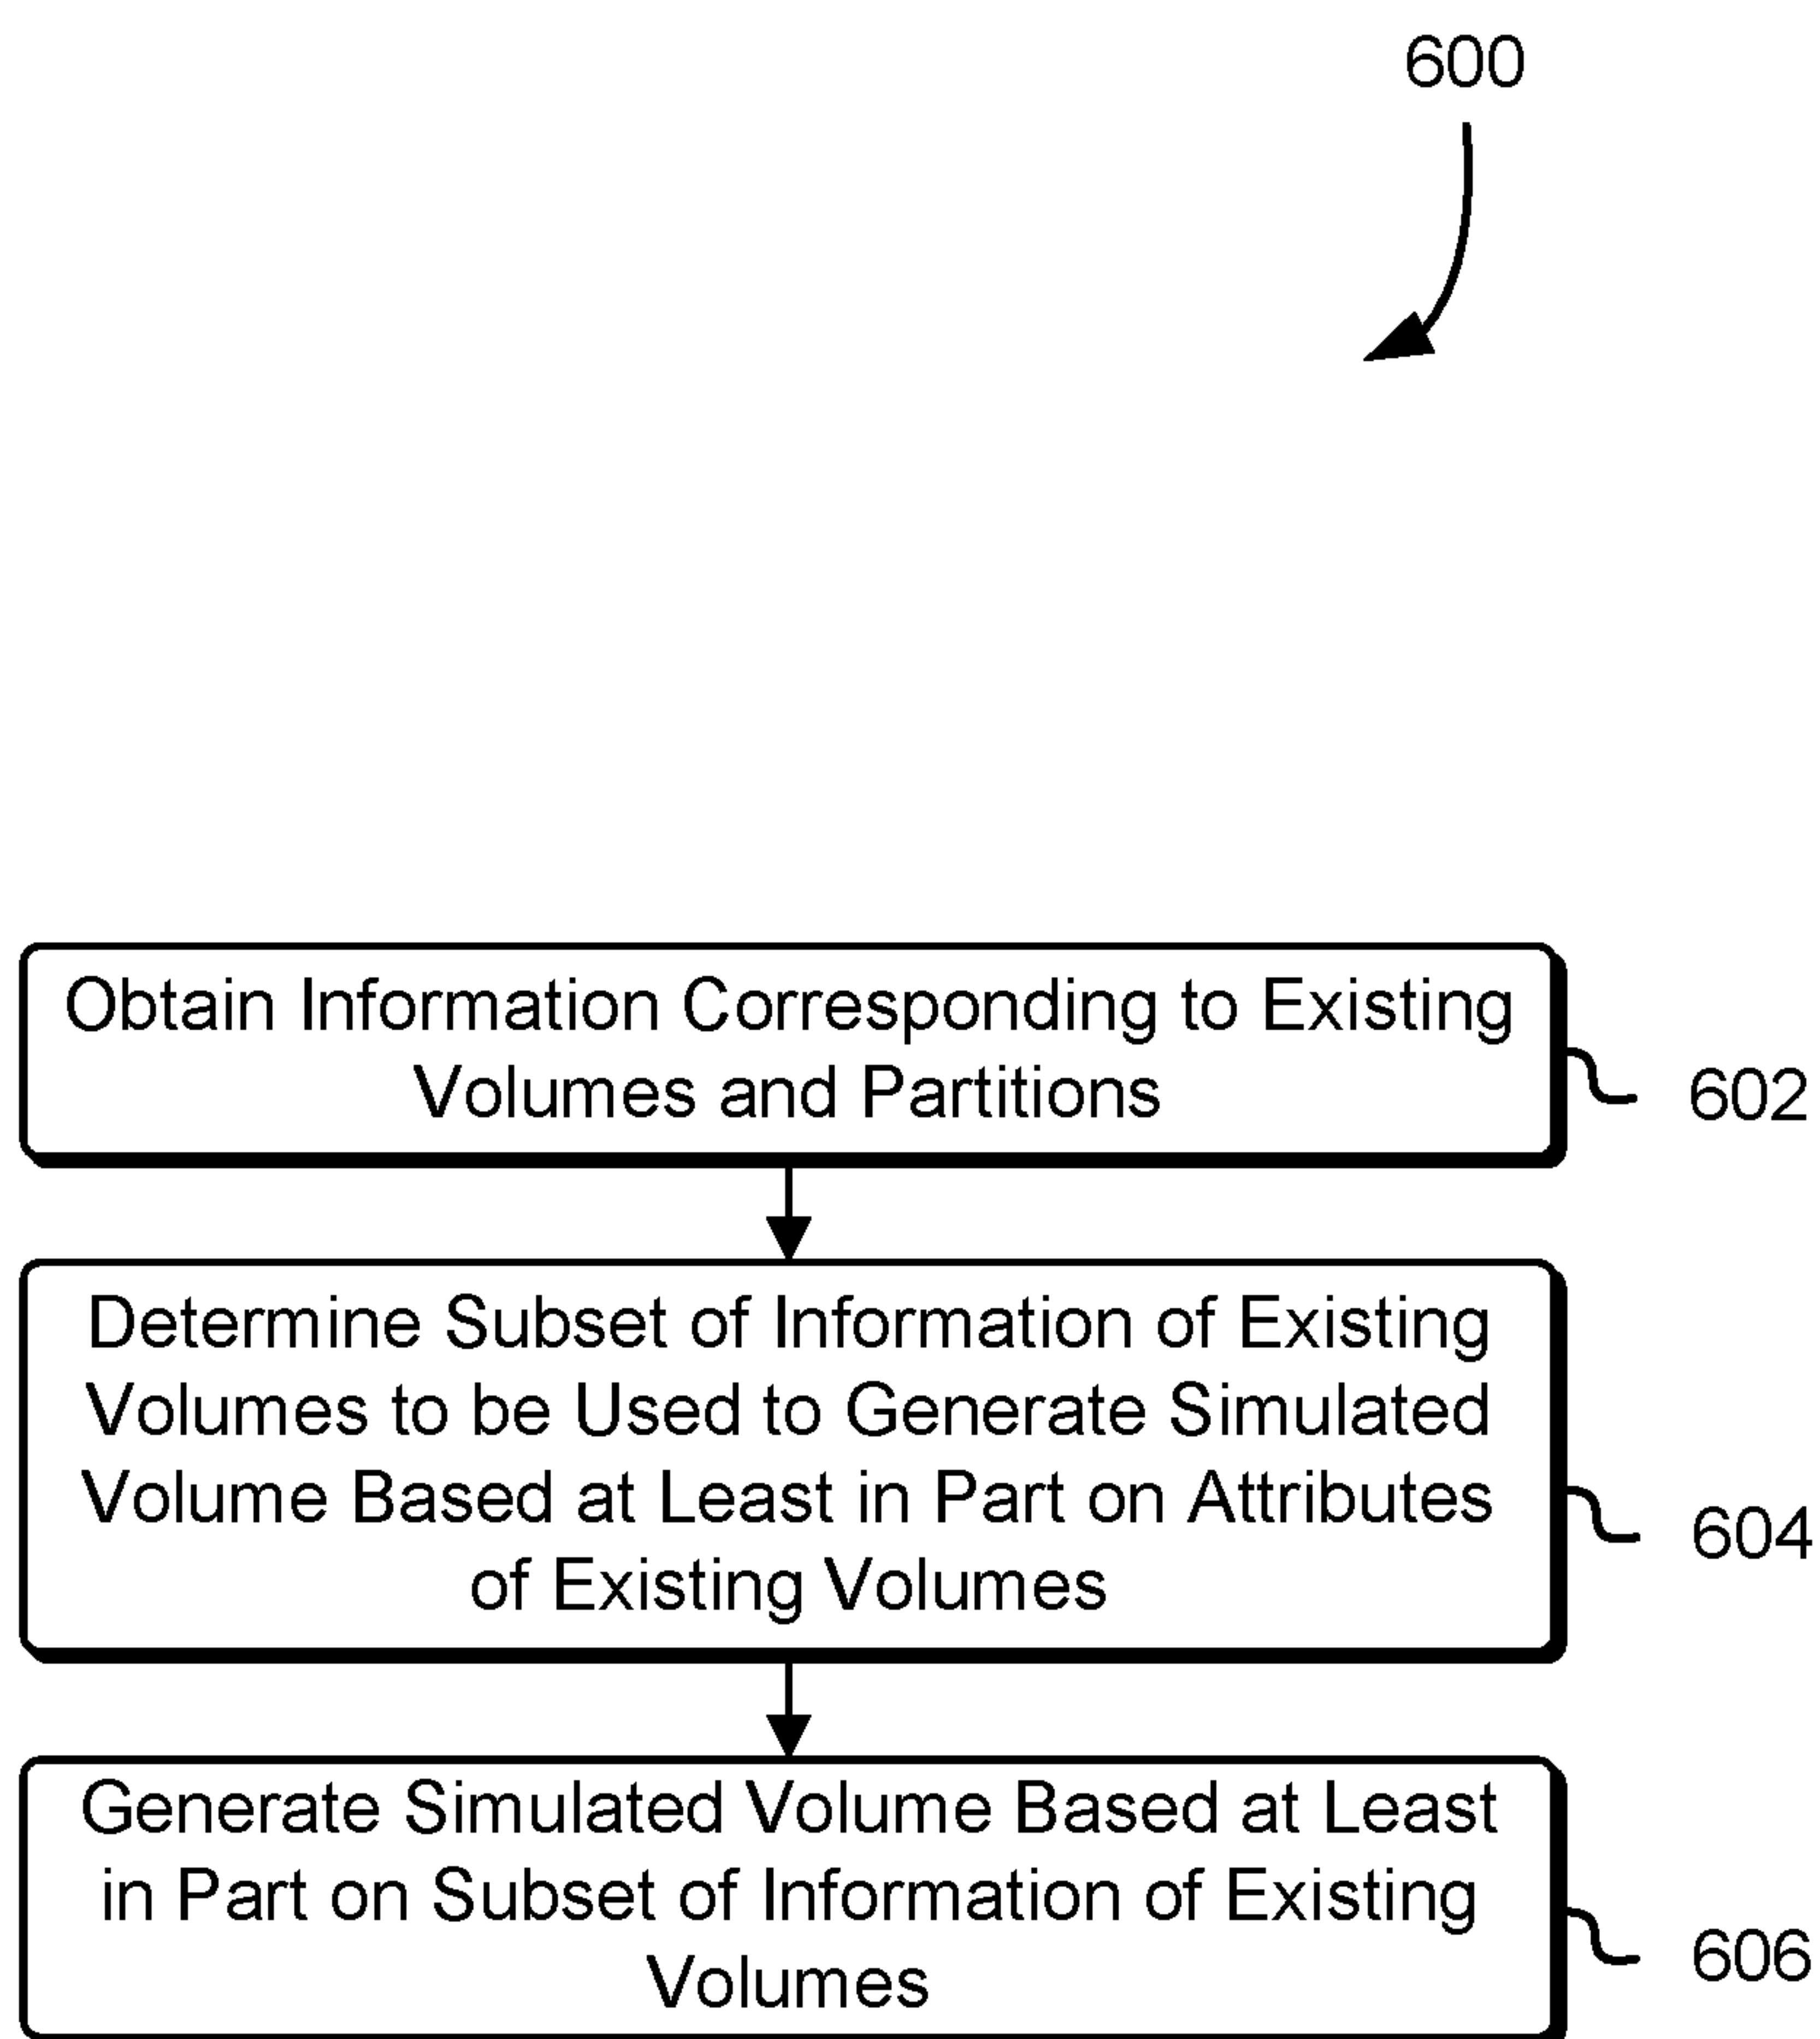 600
Obtain Information Corresponding to Existing
Volumes and Partitions
602
Determine Subset of Information of Existing
Volumes to be Used to Generate Simulated
Volume Based at Least in Part on Attributes
of Existing Volumes
604
Generate Simulated Volume Based at Least
in Part on Subset of Information of Existing
Volumes
606